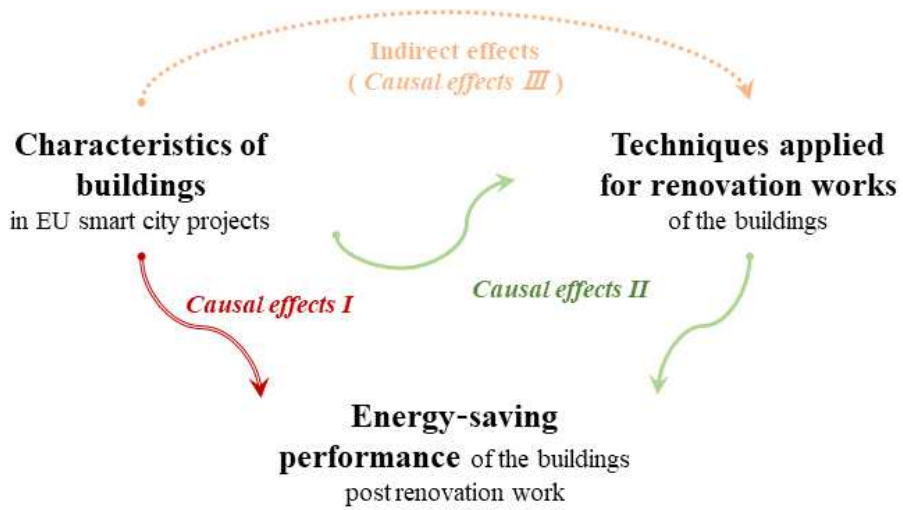 Indirect effects
( Causal effects Ⅲ )
Characteristics of
buildings
in EU smart city projects
Techniques applied
for renovation works
of the buildings
Causal effects I
Causal effects II
Energy-saving
performance of the buildings
post renovation work